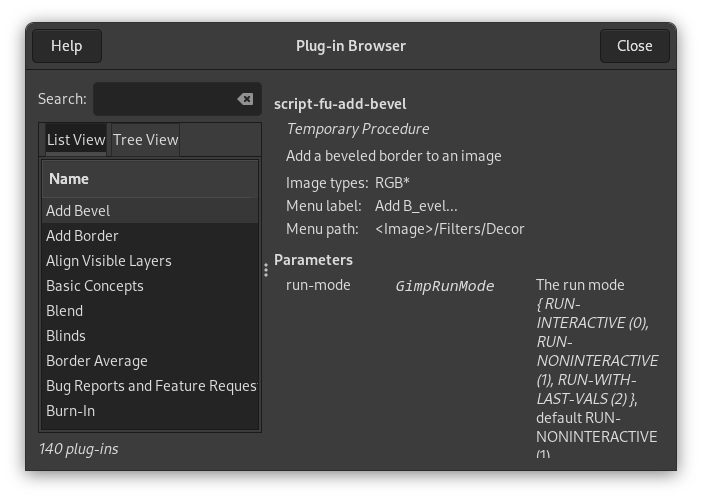 Help
Plug-in Browser
Close
Search:
List View
Tree View
Name
Add Bevel
Add Border
Align Visible Layers
Basic Concepts
Blend
Blinds
Border Average
Bug Reports and Feature Reques
Burn-In
140 plug-ins
script-fu-add-bevel
Temporary Procedure
Add a beveled border to an image
Image types: RGB*
Menu label: Add B_evel...
Menu path: <Image>/Filters/Decor
Parameters
run-mode GimpRunMode The run mode
{ RUN-
INTERACTIVE (0),
RUN-
NONINTERACTIVE
(1), RUN-WITH-
LAST-VALS (2) },
default RUN-
NONINTERACTIVE
(1)